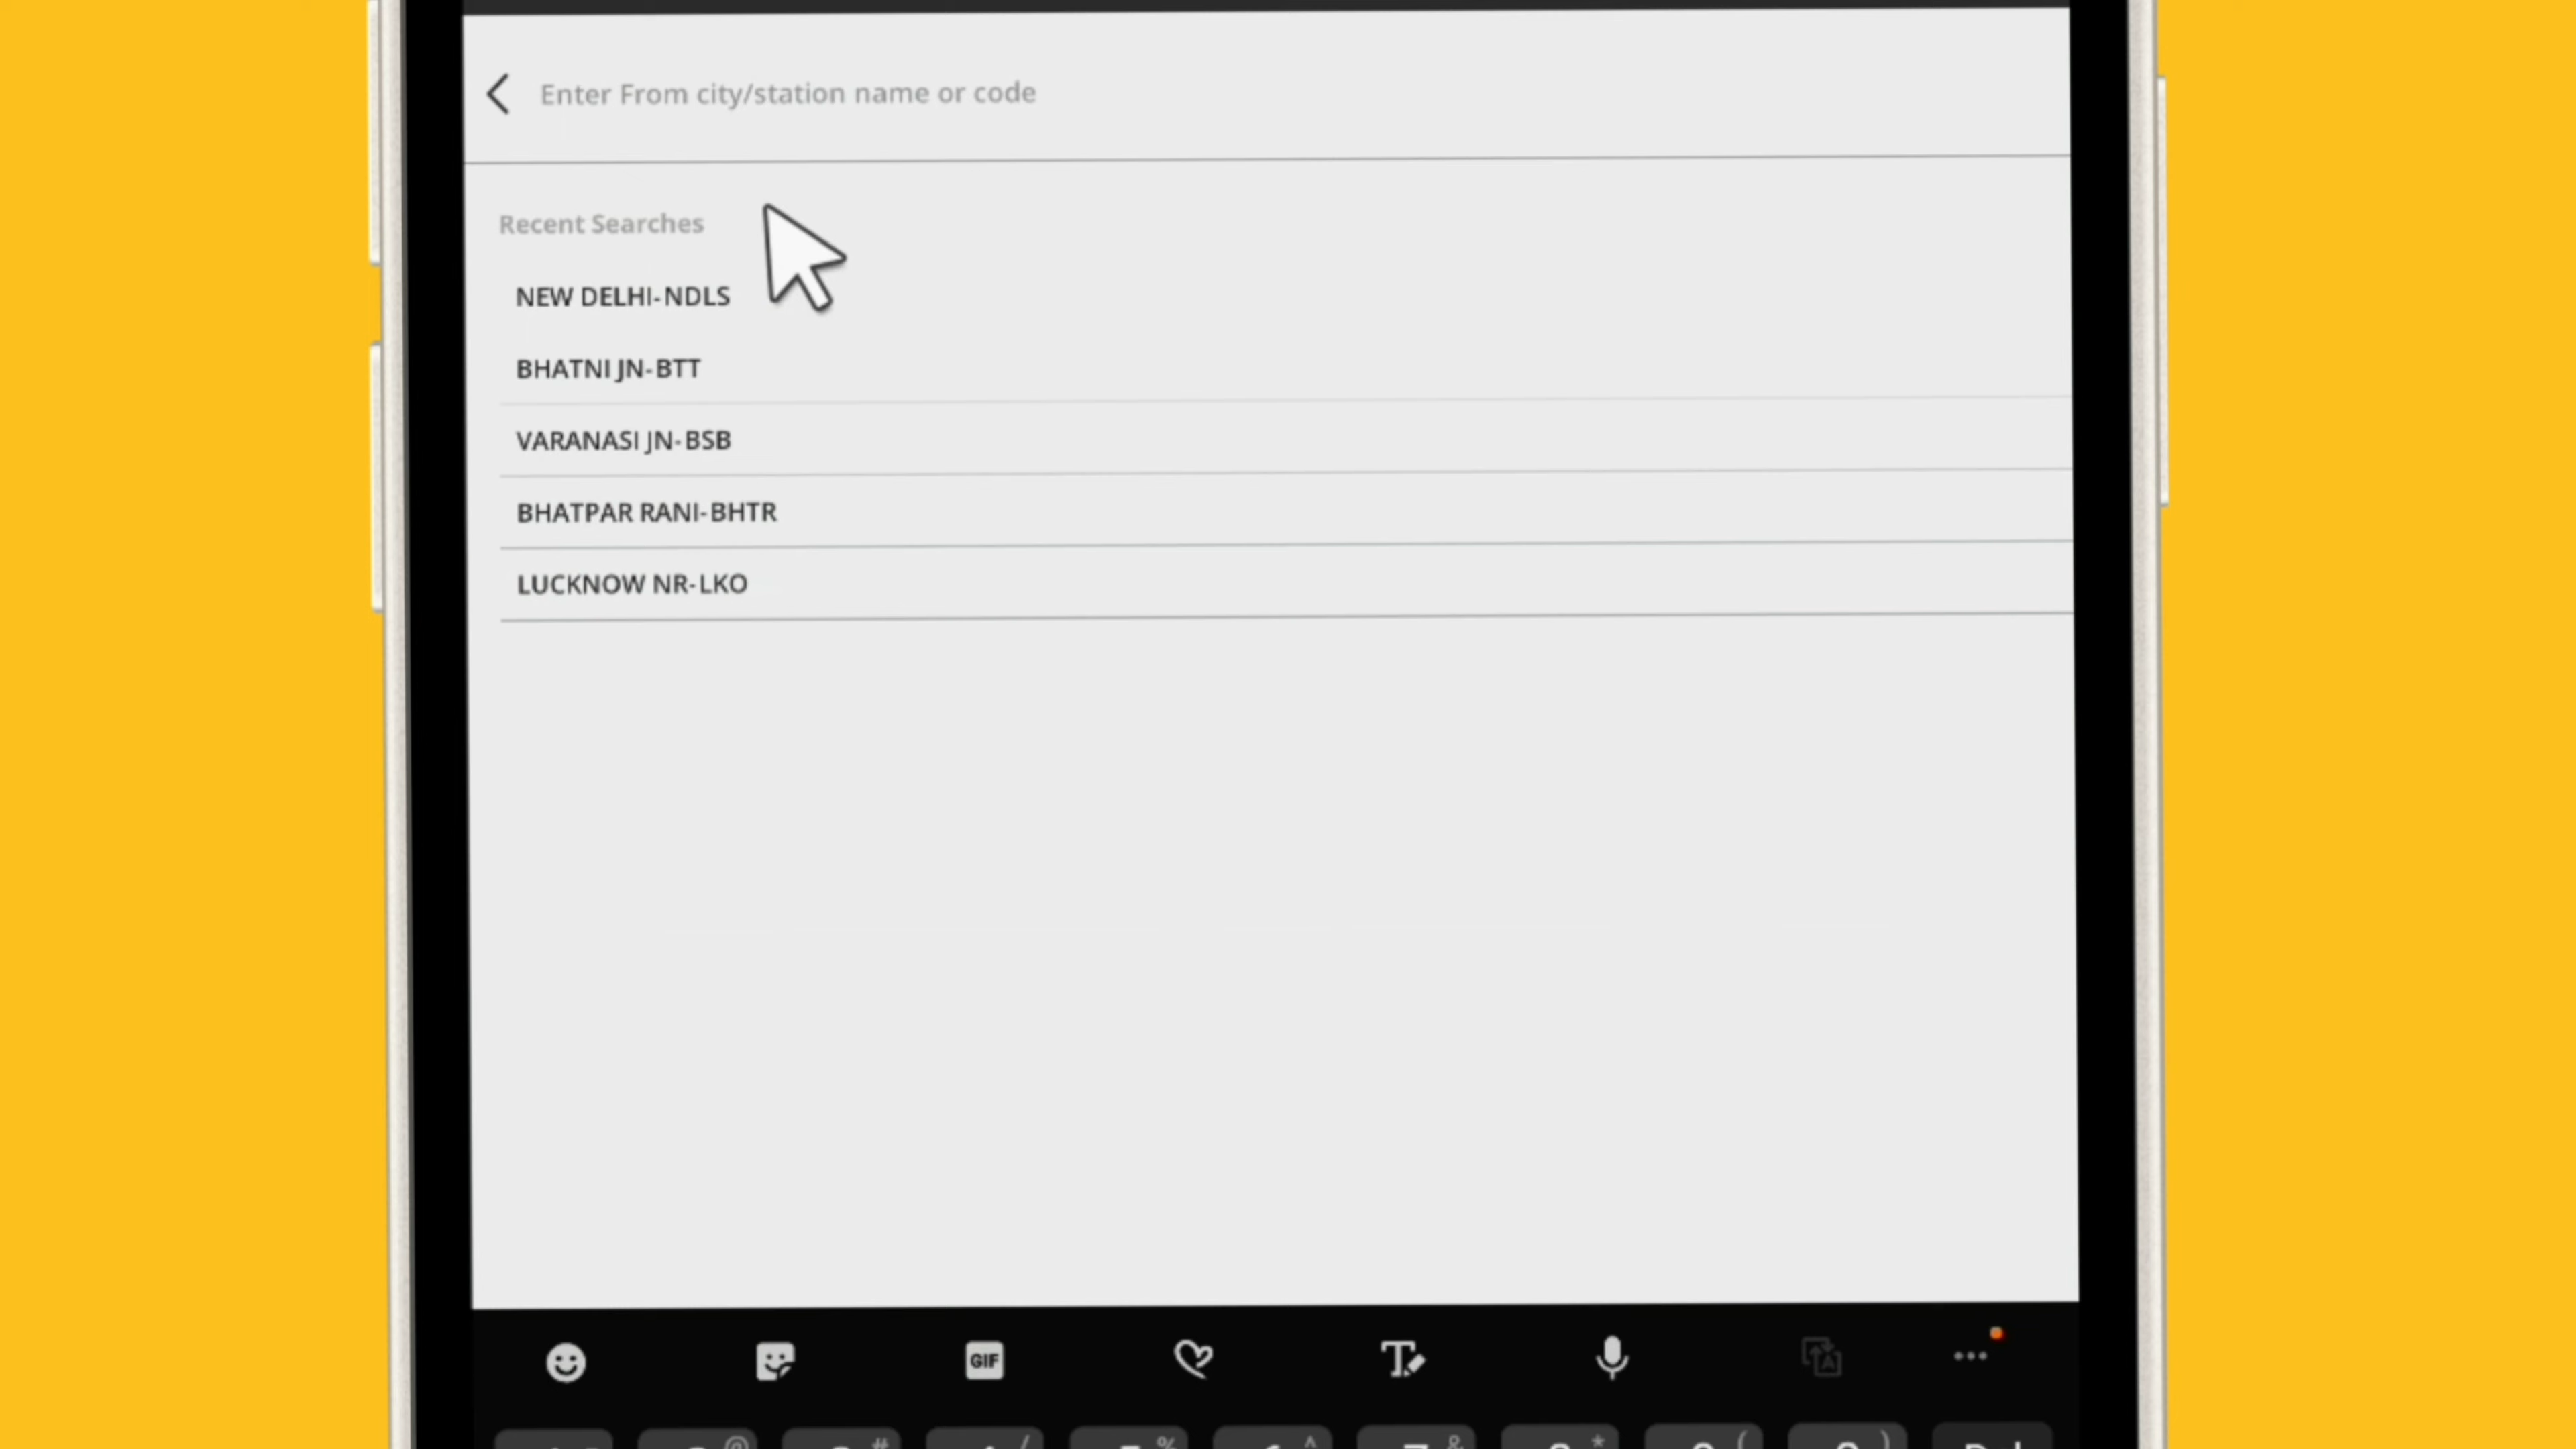 Enter From city/station name or code
Recent Searches
NEW DELHI-NDLS
BHATNI JN-BTT
VARANASI JN-BSB
BHATPAR RANI-BHTR
LUCKNOW NR-LKO
GIF
@ # / % ^ & * ( )